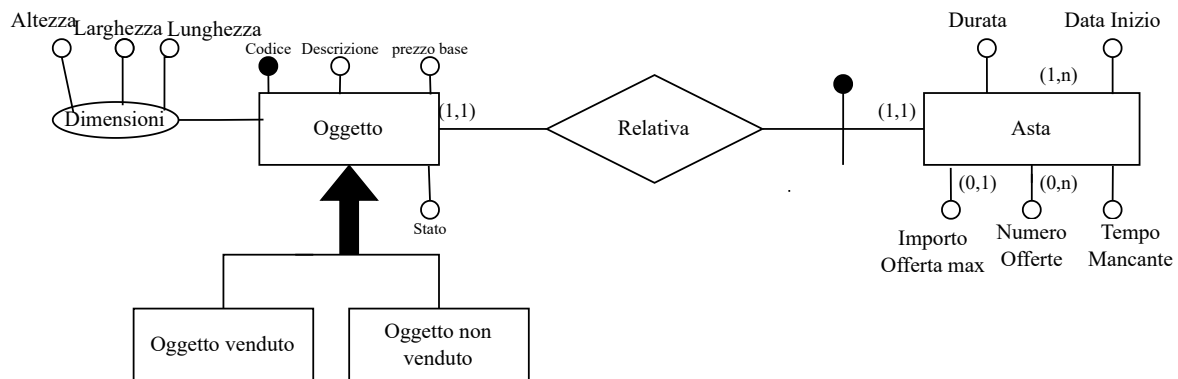 Altezza
Larghezza
Lunghezza
Durata
Data Inizio
Codice
Descrizione
prezzo base
(1,n)
Dimensioni
Oggetto
(1,1)
Relativa
(1,1)
Asta
(0,1)
(0,n)
Stato
Importo
Offerta max
Numero
Offerte
Tempo
Mancante
Oggetto venduto
Oggetto non
venduto